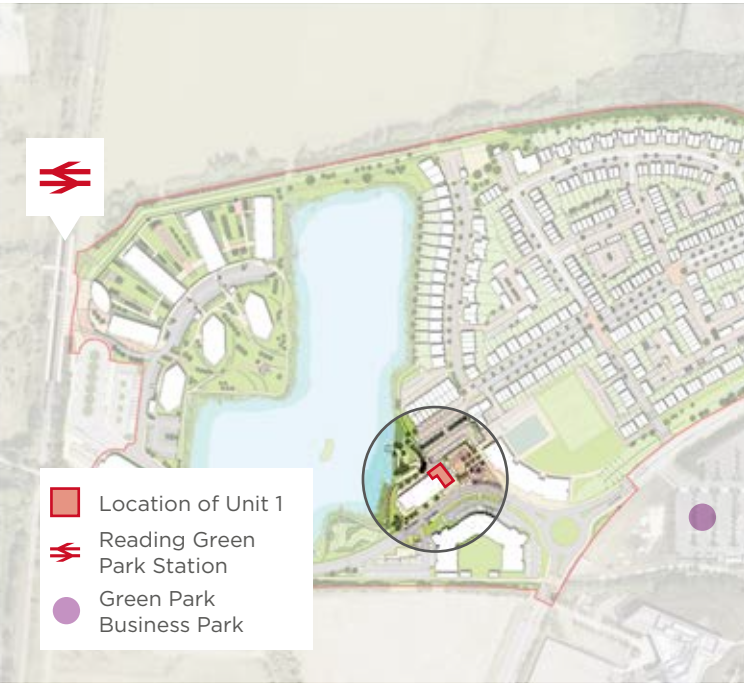 Location of Unit 1
Reading Green
Park Station
Green Park
Business Park